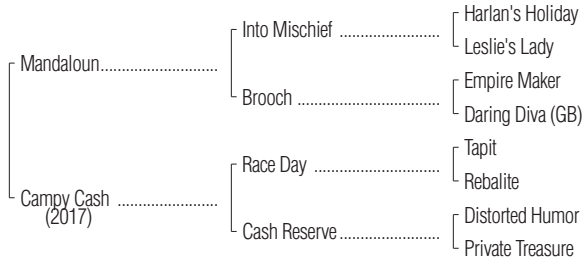 Harlan's Holiday
Into Mischief ......................
Leslie's Lady
Mandaloun..........................
Empire Maker
Brooch ................................
Daring Diva (GB)
Tapit
Race Day ............................
Rebalite
Campy Cash ......................
(2017)
Distorted Humor
Cash Reserve......................
Private Treasure